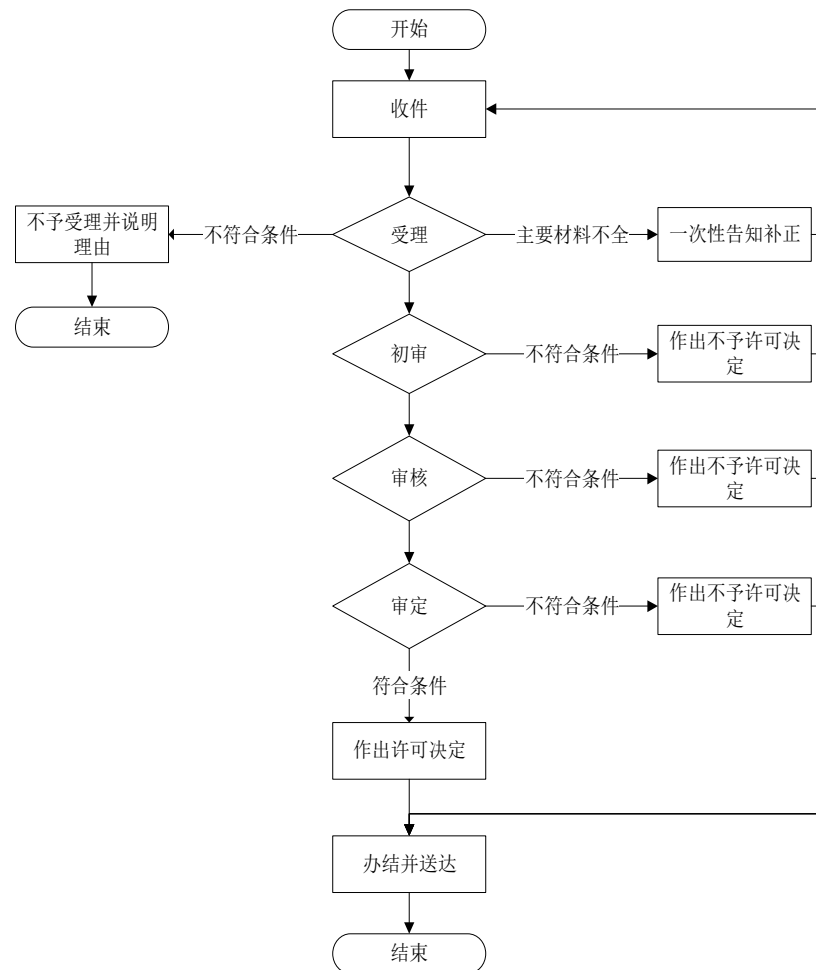 开始
收件
不予受理并说明
理由
不符合条件
受理
主要材料不全
一次性告知补正
结束
初审
不符合条件
作出不予许可决
定
审核
不符合条件
作出不予许可决
定
审定
不符合条件
作出不予许可决
定
符合条件
作出许可决定
办结并送达
结束